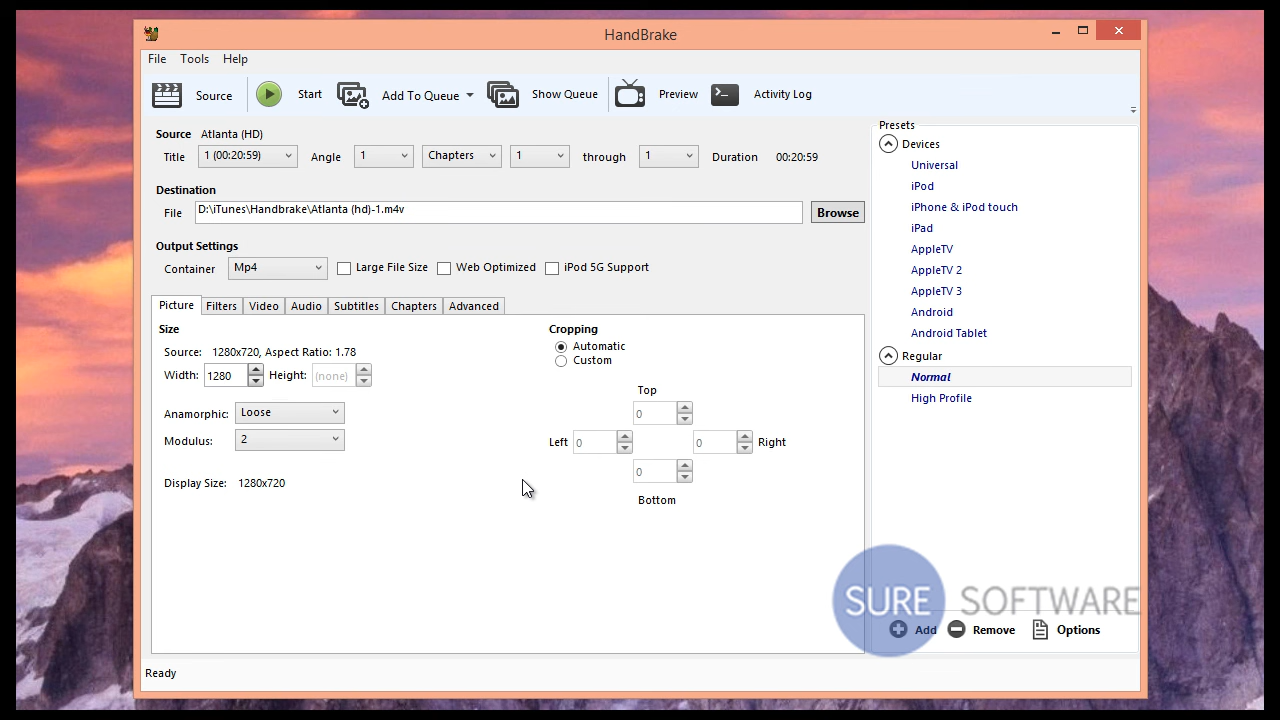 HandBrake
File Tools Help
Source Start Add To Queue Show Queue Preview Activity Log
Source Atlanta (HD)
Title 1 (00:20:59) Angle 1 Chapters 1 through 1 Duration 00:20:59
Destination
File D:\iTunes\Handbrake\Atlanta (hd)-1.m4v Browse
Output Settings
Container Mp4 Large File Size Web Optimized iPod 5G Support
Picture Filters Video Audio Subtitles Chapters Advanced
Size
Source: 1280x720, Aspect Ratio: 1.78
Width: 1280 Height: (none)
Anamorphic: Loose
Modulus: 2
Display Size: 1280x720
Cropping
Automatic
Custom
Top
0
Left 0 0 Right
0
Bottom
Presets
Devices
Universal
iPod
iPhone & iPod touch
iPad
AppleTV
AppleTV 2
AppleTV 3
Android
Android Tablet
Regular
Normal
High Profile
SURE SOFTWARE
Add Remove Options
Ready